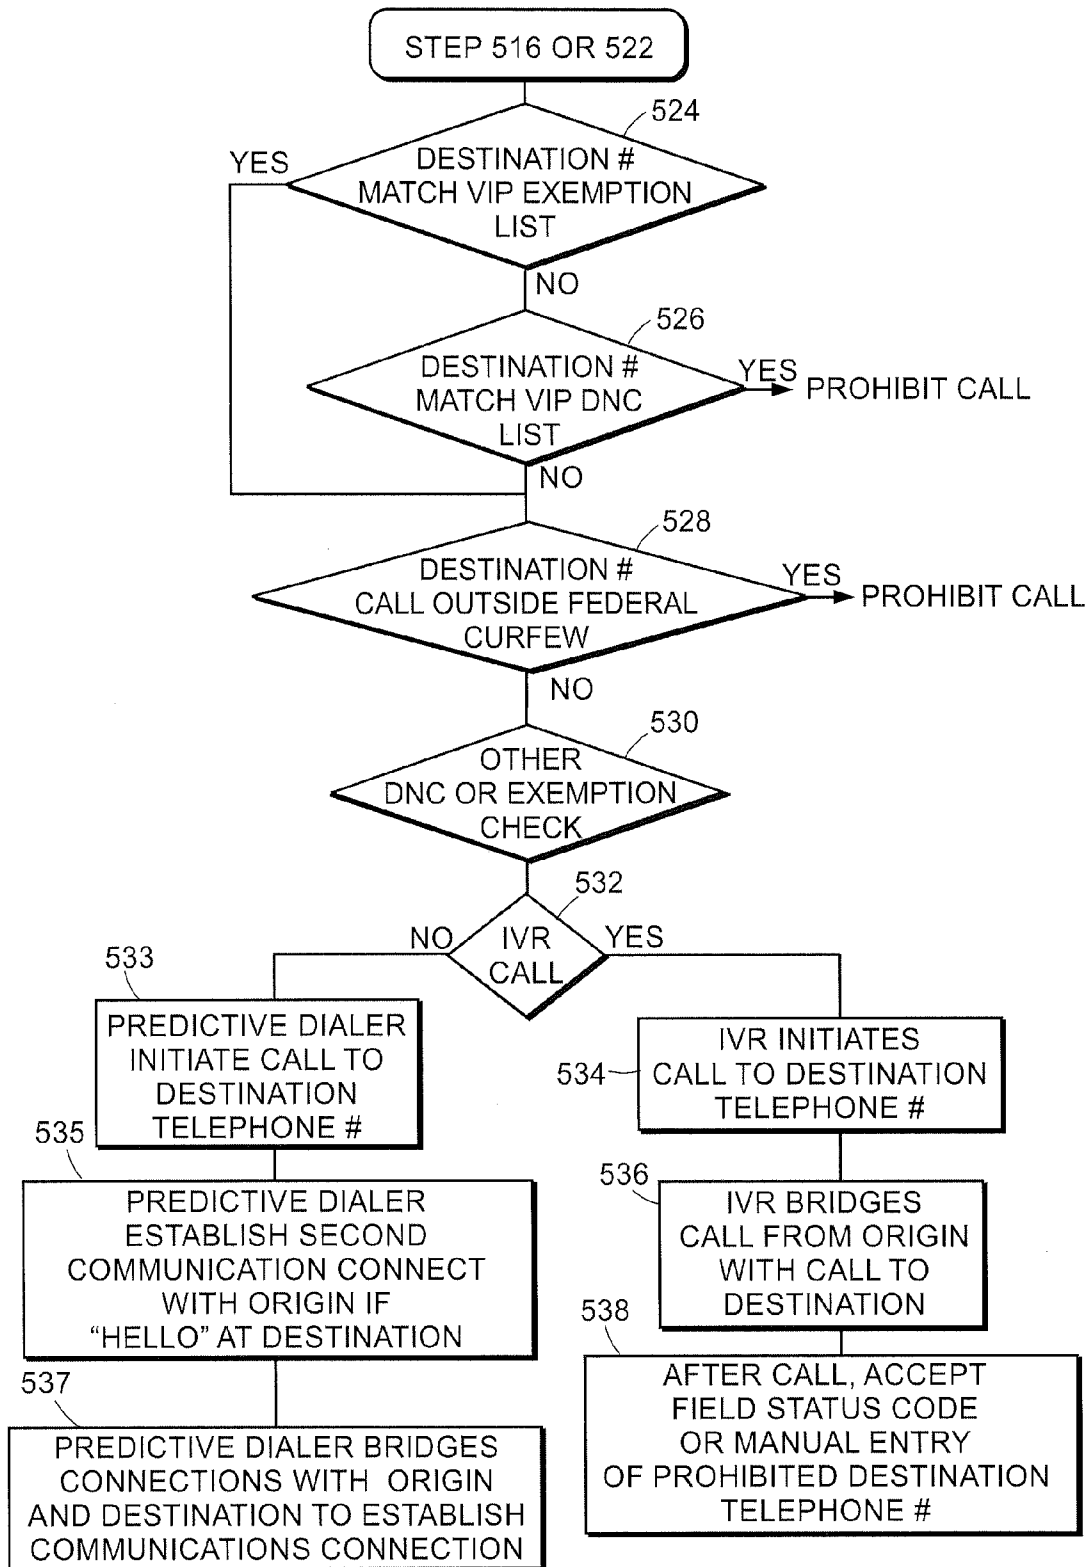 STEP 516 OR 522
524
YES
DESTINATION #
MATCH VIP EXEMPTION
LIST
NO
526
DESTINATION #
MATCH VIP DNC
LIST
YES
PROHIBIT CALL
NO
528
DESTINATION #
CALL OUTSIDE FEDERAL
CURFEW
YES
PROHIBIT CALL
NO
530
OTHER
DNC OR EXEMPTION
CHECK
532
NO
IVR
CALL
YES
533
PREDICTIVE DIALER
INITIATE CALL TO
DESTINATION
TELEPHONE #
534
IVR INITIATES
CALL TO DESTINATION
TELEPHONE #
535
PREDICTIVE DIALER
ESTABLISH SECOND
COMMUNICATION CONNECT
WITH ORIGIN IF
“HELLO” AT DESTINATION
536
IVR BRIDGES
CALL FROM ORIGIN
WITH CALL TO
DESTINATION
537
PREDICTIVE DIALER BRIDGES
CONNECTIONS WITH ORIGIN
AND DESTINATION TO ESTABLISH
COMMUNICATIONS CONNECTION
538
AFTER CALL, ACCEPT
FIELD STATUS CODE
OR MANUAL ENTRY
OF PROHIBITED DESTINATION
TELEPHONE #